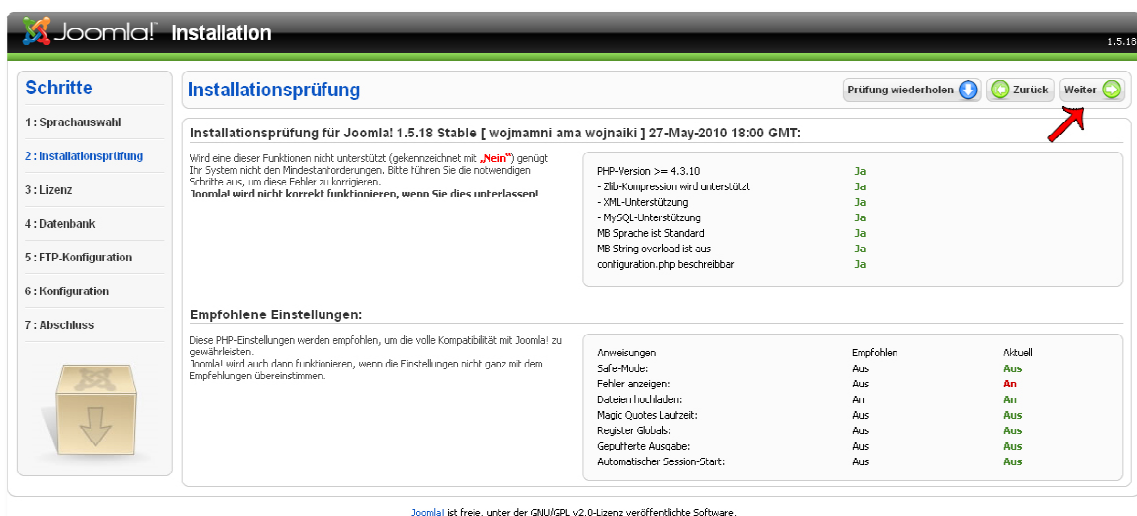 Joomla!® Installation
1.5.18
Schritte
1 : Sprachauswahl
2 : Installationsprüfung
3 : Lizenz
4 : Datenbank
5 : FTP-Konfiguration
6 : Konfiguration
7 : Abschluss
Installationsprüfung
Prüfung wiederholen Zurück Weiter
Installationsprüfung für Joomla! 1.5.18 Stable [ wojmamni ama wojnaiki ] 27-May-2010 18:00 GMT:
Wird eine dieser Funktionen nicht unterstützt (gekennzeichnet mit „Nein“) genügt
Ihr System nicht den Mindestanforderungen. Bitte führen Sie die notwendigen
Schritte aus, um diese Fehler zu korrigieren.
Joomla! wird nicht korrekt funktionieren, wenn Sie dies unterlassen!
PHP-Version >= 4.3.10 Ja
- Zlib-Kompression wird unterstützt Ja
- XML-Unterstützung Ja
- MySQL-Unterstützung Ja
MB Sprache ist Standard Ja
MB String overload ist aus Ja
configuration.php beschreibbar Ja
Empfohlene Einstellungen:
Diese PHP-Einstellungen werden empfohlen, um die volle Kompatibilität mit Joomla! zu
gewährleisten.
Joomla! wird auch dann funktionieren, wenn die Einstellungen nicht ganz mit dem
Empfehlungen übereinstimmen.
Anweisungen Empfohlen Aktuell
Safe-Mode: Aus Aus
Fehler anzeigen: Aus An
Dateien hochladen: An An
Magic Quotes Laufzeit: Aus Aus
Register Globals: Aus Aus
Gepufferte Ausgabe: Aus Aus
Automatischer Session-Start: Aus Aus
Joomla! ist freie, unter der GNU/GPL v2.0-Lizenz veröffentlichte Software.